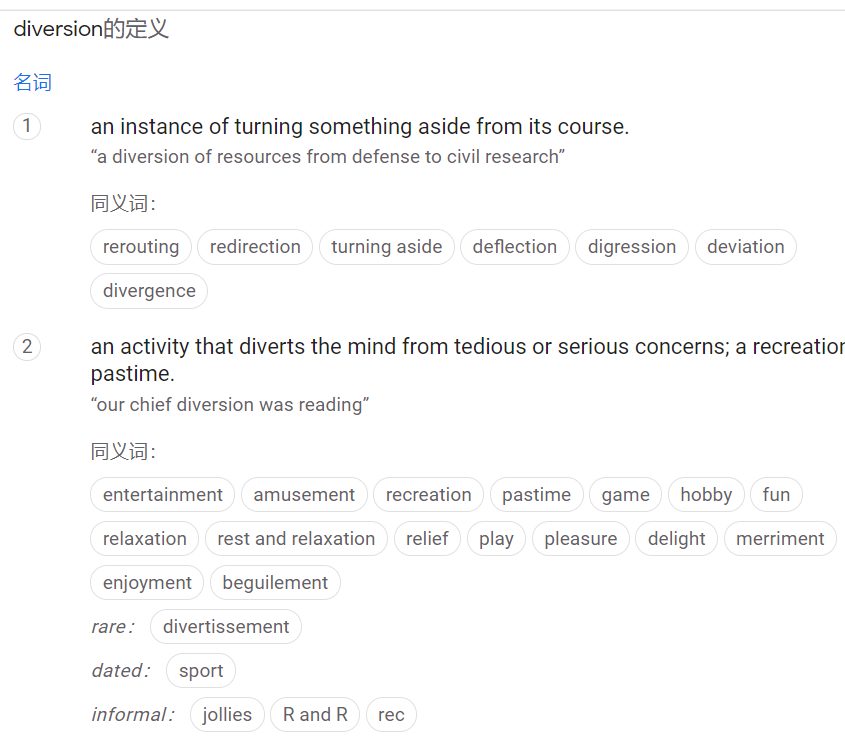 diversion的定义
名词
1 an instance of turning something aside from its course.
“a diversion of resources from defense to civil research”
同义词：
rerouting redirection turning aside deflection digression deviation
divergence
2 an activity that diverts the mind from tedious or serious concerns; a recreation
pastime.
“our chief diversion was reading”
同义词：
entertainment amusement recreation pastime game hobby fun
relaxation rest and relaxation relief play pleasure delight merriment
enjoyment beguilement
rare： divertissement
dated： sport
informal： jollies R and R rec